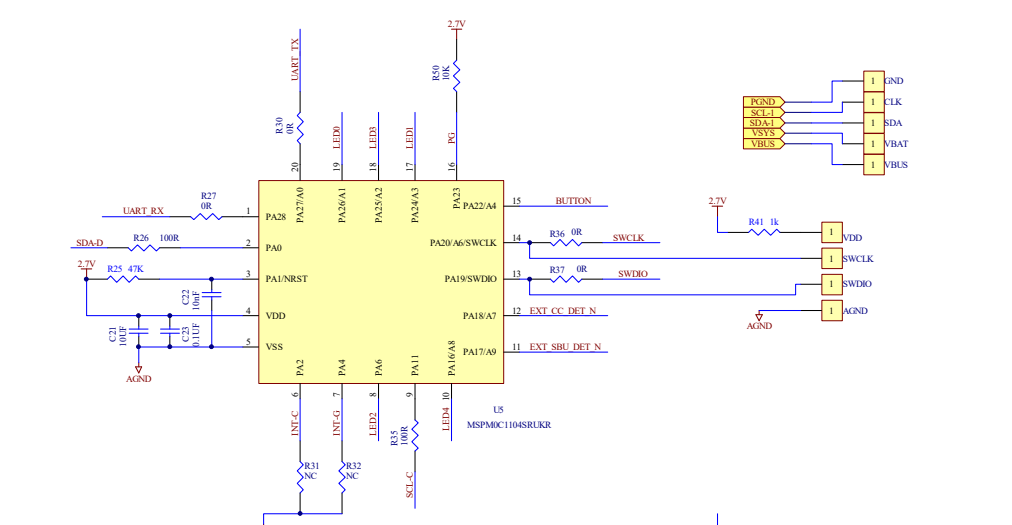 2.7V
UART_TX
R30
0R
20
LED0
19
LED3
18
LED1
17
R50
10K
PG
16
PA27/A0
PA26/A1
PA25/A2
PA24/A3
PA23
UART_RX
R27
0R
1
PA28
SDA-D
R26 100R
2
PA0
2.7V
R25 47K
3
PA1/NRST
C22
10nF
4
VDD
C21
10UF
C23
0.1UF
5
VSS
AGND
PA22/A4
15
BUTTON
PA20/A6/SWCLK
14
R36 0R
SWCLK
PA19/SWDIO
13
R37 0R
SWDIO
PA18/A7
12
EXT_CC_DET_N
PA17/A9
11
EXT_SBU_DET_N
PA2
PA4
PA6
PA11
PA16/A8
6
INT-C
7
INT-G
8
LED2
9
R35
100R
SCL-C
10
LED4
U5
MSPM0C1104SRUKR
R31
NC
R32
NC
PGND
SCL-1
SDA-1
VSYS
VBUS
1 GND
1 CLK
1 SDA
1 VBAT
1 VBUS
2.7V
R41 1k
1 VDD
1 SWCLK
1 SWDIO
1 AGND
AGND